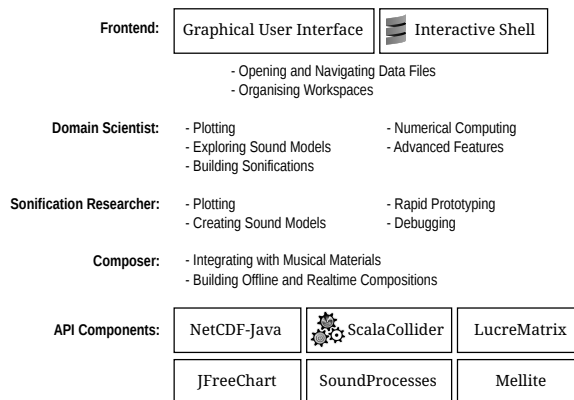 Frontend: Graphical User Interface Interactive Shell
- Opening and Navigating Data Files
- Organising Workspaces
Domain Scientist: - Plotting - Numerical Computing
- Exploring Sound Models - Advanced Features
- Building Sonifications
Sonification Researcher: - Plotting - Rapid Prototyping
- Creating Sound Models - Debugging
Composer: - Integrating with Musical Materials
- Building Offline and Realtime Compositions
API Components: NetCDF-Java ScalaCollider LucreMatrix
JFreeChart SoundProcesses Mellite